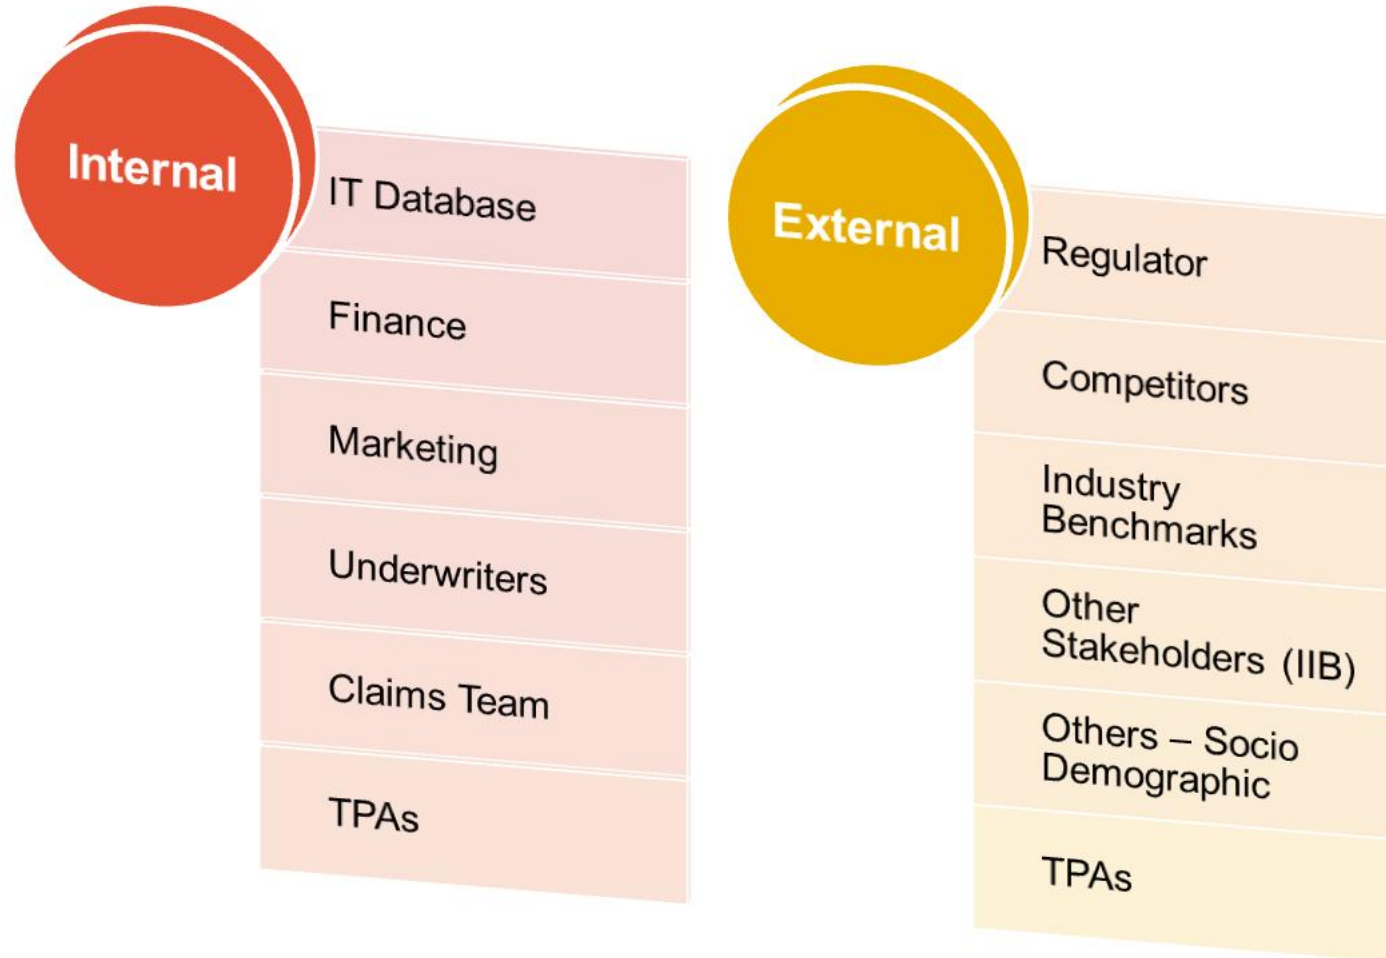 Internal
IT Database
Finance
Marketing
Underwriters
Claims Team
TPAs
External
Regulator
Competitors
Industry
Benchmarks
Other
Stakeholders (IIB)
Others – Socio
Demographic
TPAs